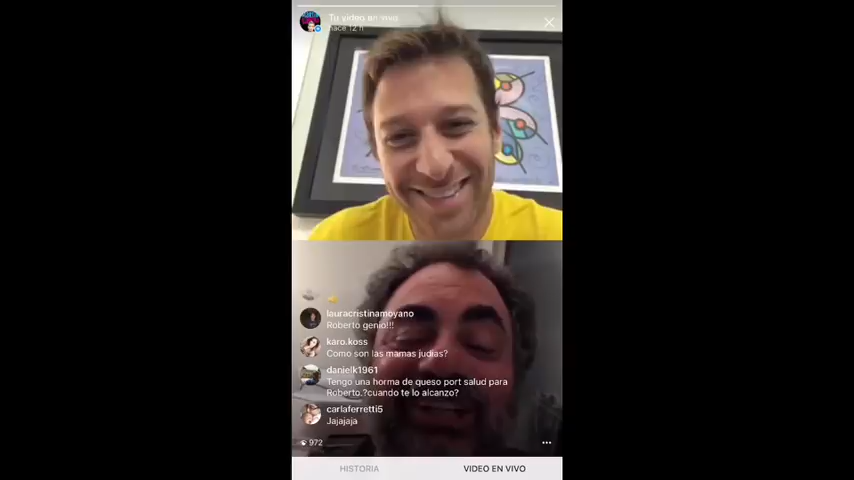 Tu video en vivo
hace 12 h
lauracristinamoyano
Roberto genio!!!
karo.koss
Como son las mamas judias?
danielk1961
Tengo una horma de queso port salud para
Roberto.?cuando te lo alcanzo?
carlaferretti5
Jajajaja
972
HISTORIA
VIDEO EN VIVO